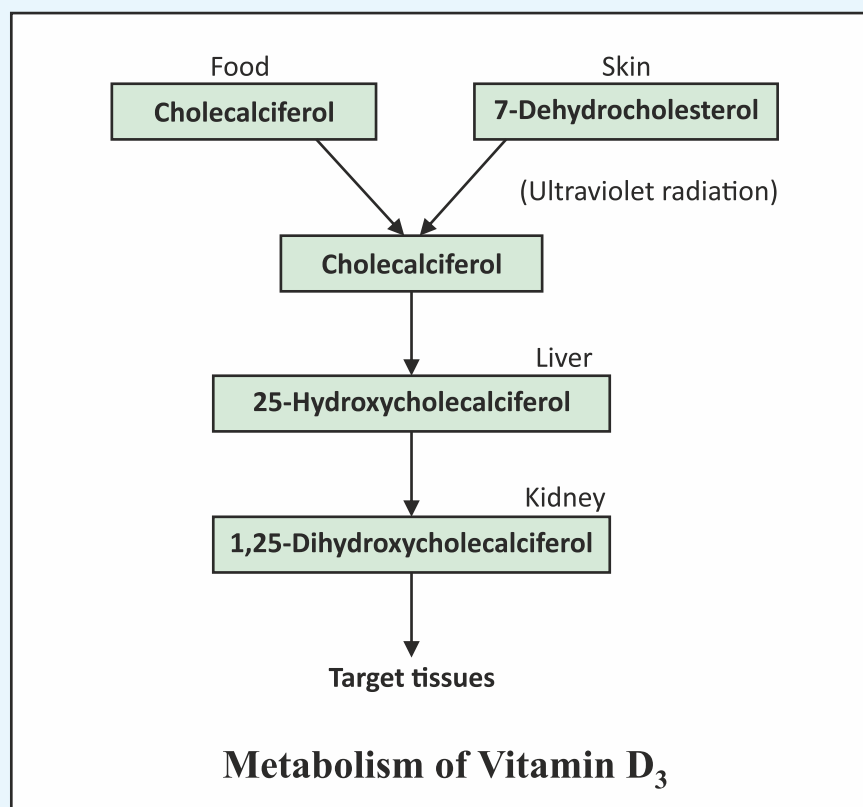 Food
Cholecalciferol
Skin
7-Dehydrocholesterol
(Ultraviolet radiation)
Cholecalciferol
Liver
25-Hydroxycholecalciferol
Kidney
1,25-Dihydroxycholecalciferol
Target tissues
Metabolism of Vitamin D₃